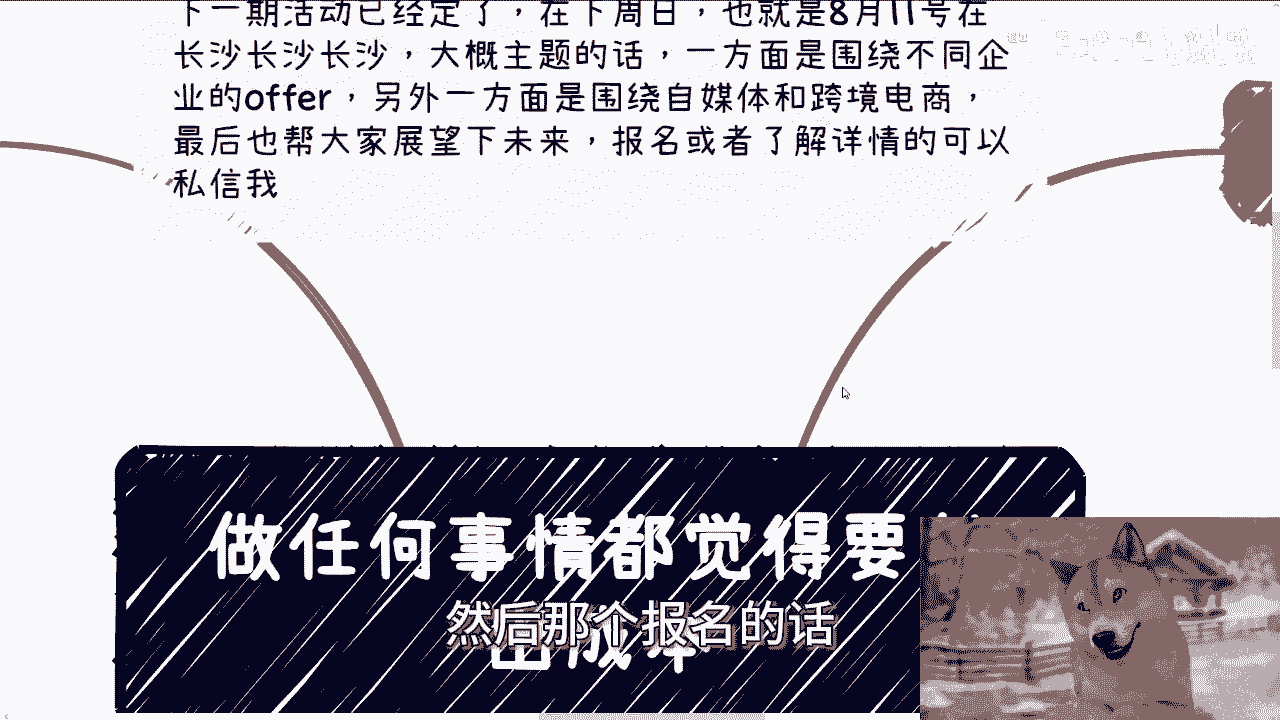 下一期活动已经定了，在下周日，也就是8月11号在
长沙长沙长沙，大概主题的话，一方面是围绕不同企
业的offer，另外一方面是围绕自媒体和跨境电商，
最后也帮大家展望下未来，报名或者了解详情的可以
私信我
做任何事情都觉得要
然后那个报名的话